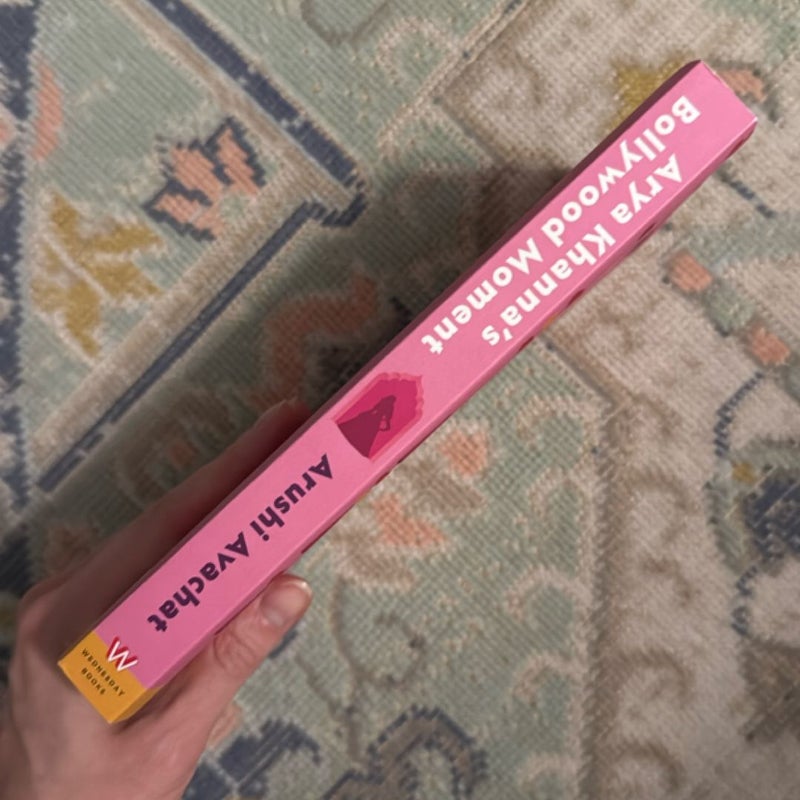 Arya Khanna's
Bollywood Moment
Arushi Avachat
W
WEDNESDAY
BOOKS